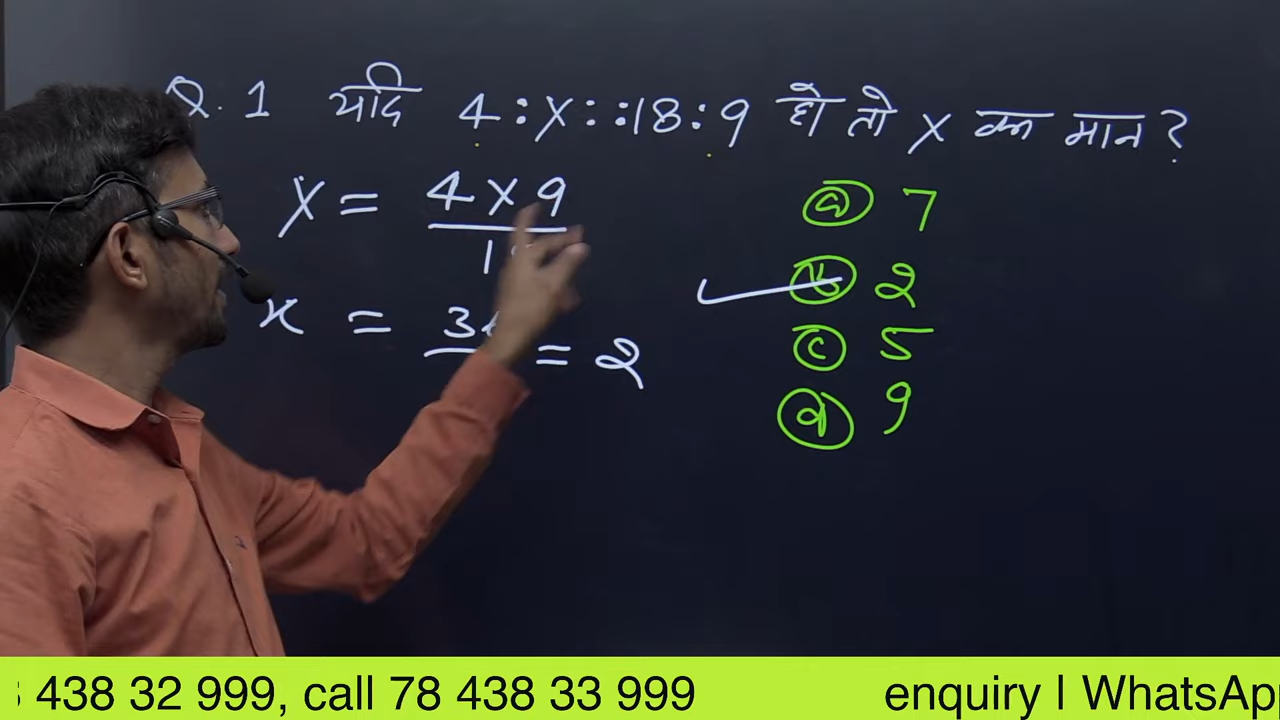 Q. 1 यदि 4 : X : : 18 : 9 हो तो X का मान ?
X = 4 X 9
x = = 2
(a) 7
(b) 2
(c) 5
(d) 9
438 32 999, call 78 438 33 999 enquiry | WhatsApp